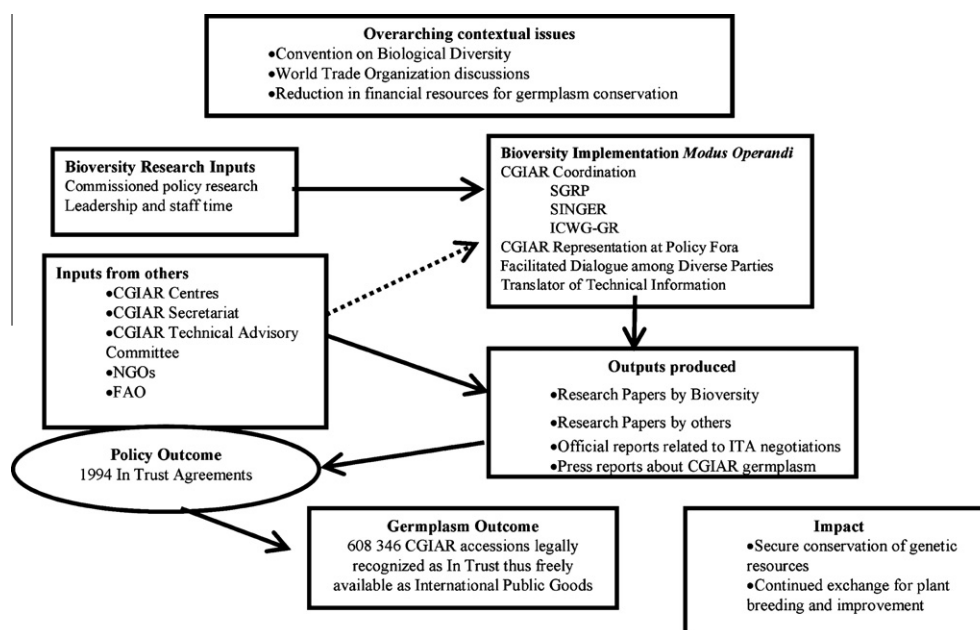 Overarching contextual issues
•Convention on Biological Diversity
•World Trade Organization discussions
•Reduction in financial resources for germplasm conservation
Bioversity Research Inputs
Commissioned policy research
Leadership and staff time
Bioversity Implementation Modus Operandi
CGIAR Coordination
SGRP
SINGER
ICWG-GR
CGIAR Representation at Policy Fora
Facilitated Dialogue among Diverse Parties
Translator of Technical Information
Inputs from others
•CGIAR Centres
•CGIAR Secretariat
•CGIAR Technical Advisory
Committee
•NGOs
•FAO
Outputs produced
•Research Papers by Bioversity
•Research Papers by others
•Official reports related to ITA negotiations
•Press reports about CGIAR germplasm
Policy Outcome
1994 In Trust Agreements
Germplasm Outcome
608 346 CGIAR accessions legally
recognized as In Trust thus freely
available as International Public Goods
Impact
•Secure conservation of genetic
resources
•Continued exchange for plant
breeding and improvement